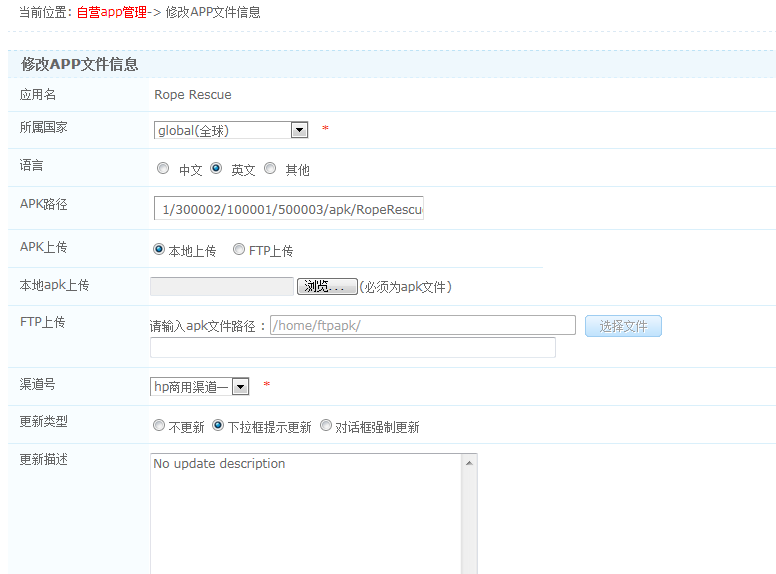 当前位置: 自营app管理-> 修改APP文件信息
修改APP文件信息
应用名 Rope Rescue
所属国家 global(全球) *
语言 中文 英文 其他
APK路径 1/300002/100001/500003/apk/RopeRescu
APK上传 本地上传 FTP上传
本地apk上传 浏览... (必须为apk文件)
FTP上传 请输入apk文件路径： /home/ftpapk/ 选择文件
渠道号 hp商用渠道一 *
更新类型 不更新 下拉框提示更新 对话框强制更新
更新描述 No update description